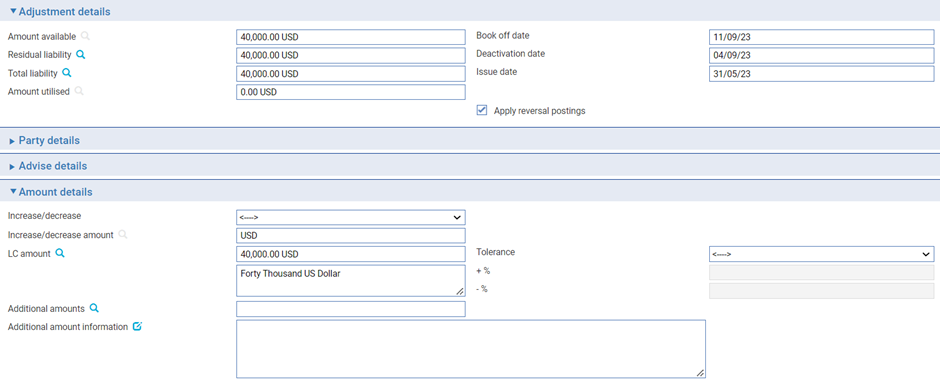 Adjustment details
Amount available 40,000.00 USD Book off date 11/09/23
Residual liability 40,000.00 USD Deactivation date 04/09/23
Total liability 40,000.00 USD Issue date 31/05/23
Amount utilised 0.00 USD
Apply reversal postings
Party details
Advise details
Amount details
Increase/decrease <---->
Increase/decrease amount USD
LC amount 40,000.00 USD Tolerance <---->
Forty Thousand US Dollar + %
- %
Additional amounts
Additional amount information